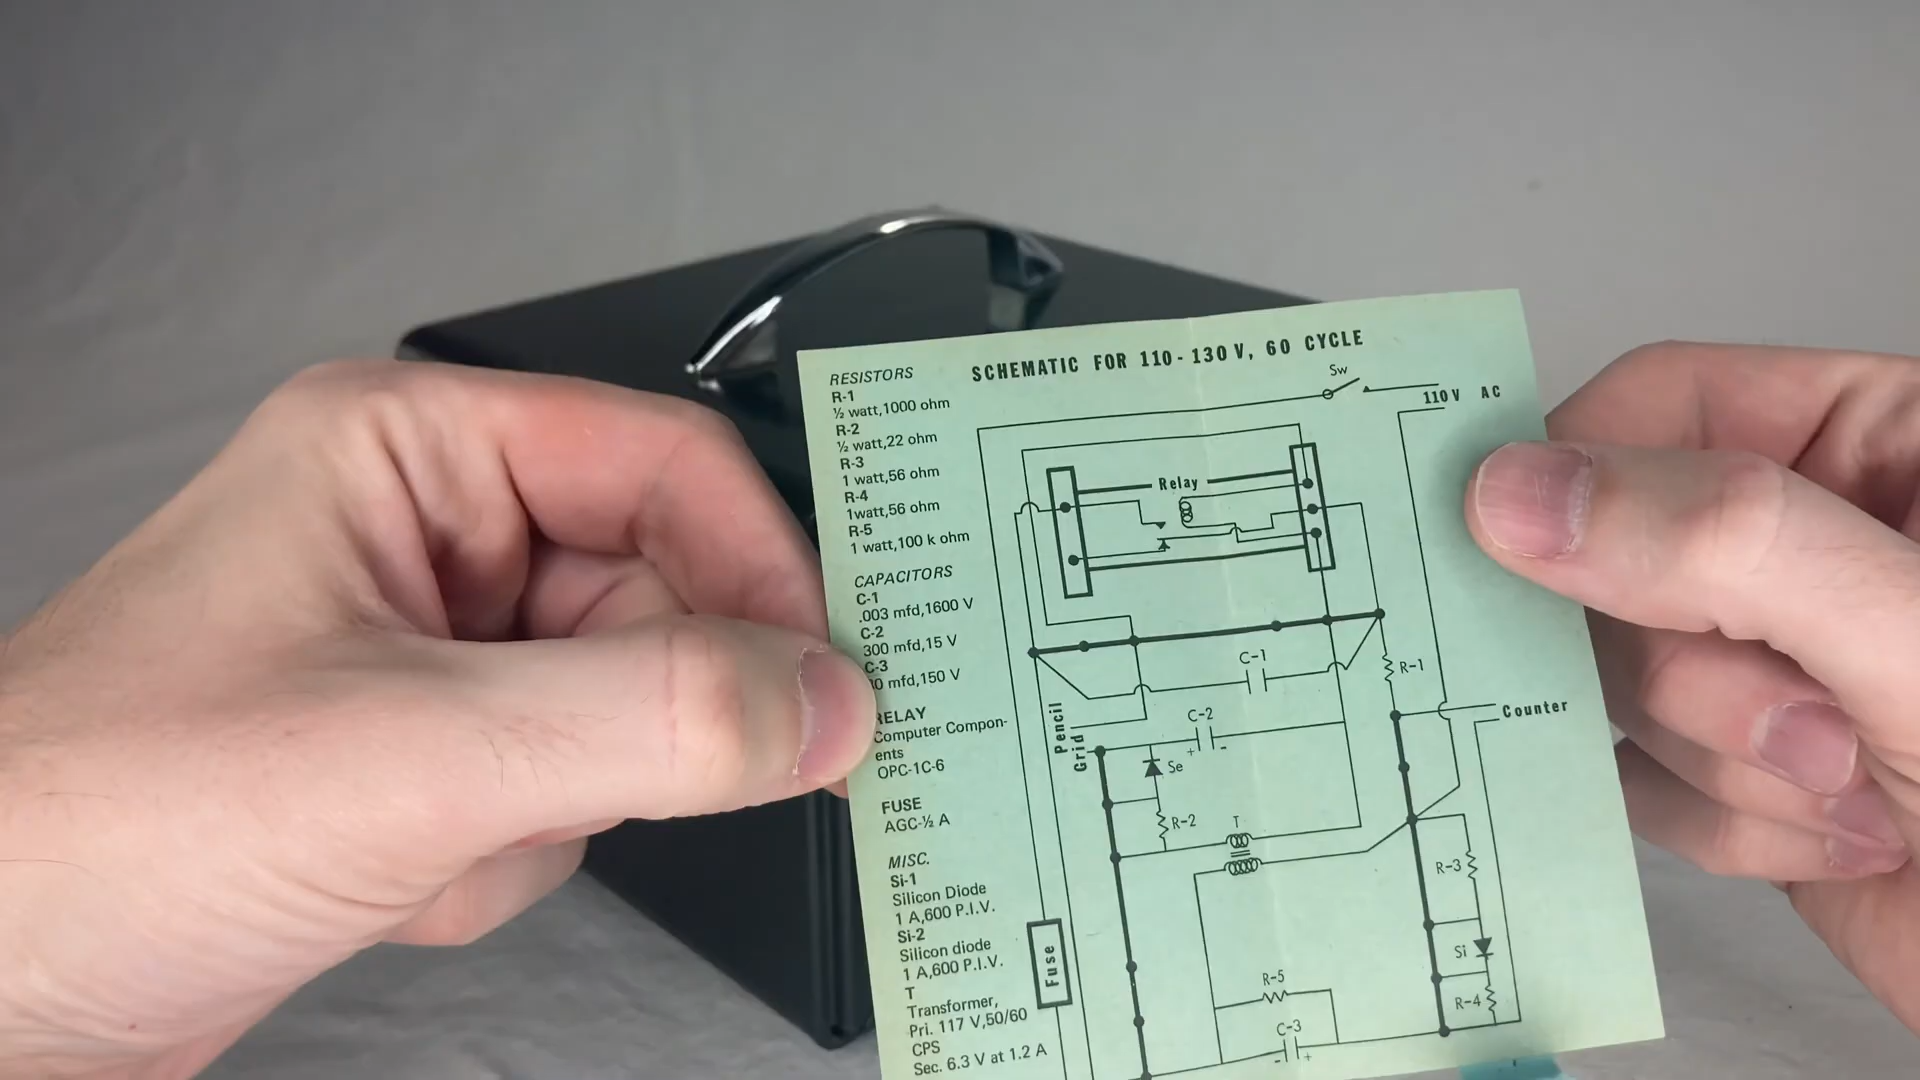 SCHEMATIC FOR 110-130 V, 60 CYCLE
RESISTORS
R-1
½ watt,1000 ohm
R-2
½ watt,22 ohm
R-3
1 watt,56 ohm
R-4
1watt,56 ohm
R-5
1 watt,100 k ohm
CAPACITORS
C-1
.003 mfd,1600 V
C-2
300 mfd,15 V
C-3
0 mfd,150 V
RELAY
Computer Compon-
ents
OPC-1C-6
FUSE
AGC-½ A
MISC.
Si-1
Silicon Diode
1 A,600 P.I.V.
Si-2
Silicon diode
1 A,600 P.I.V.
T
Transformer,
Pri. 117 V,50/60
CPS
Sec. 6.3 V at 1.2 A
Sw
110V AC
Relay
C-1
R-1
Pencil
Grid
C-2
+ -
Counter
Se
R-2
T
R-3
Fuse
Si
R-5
R-4
C-3
- +